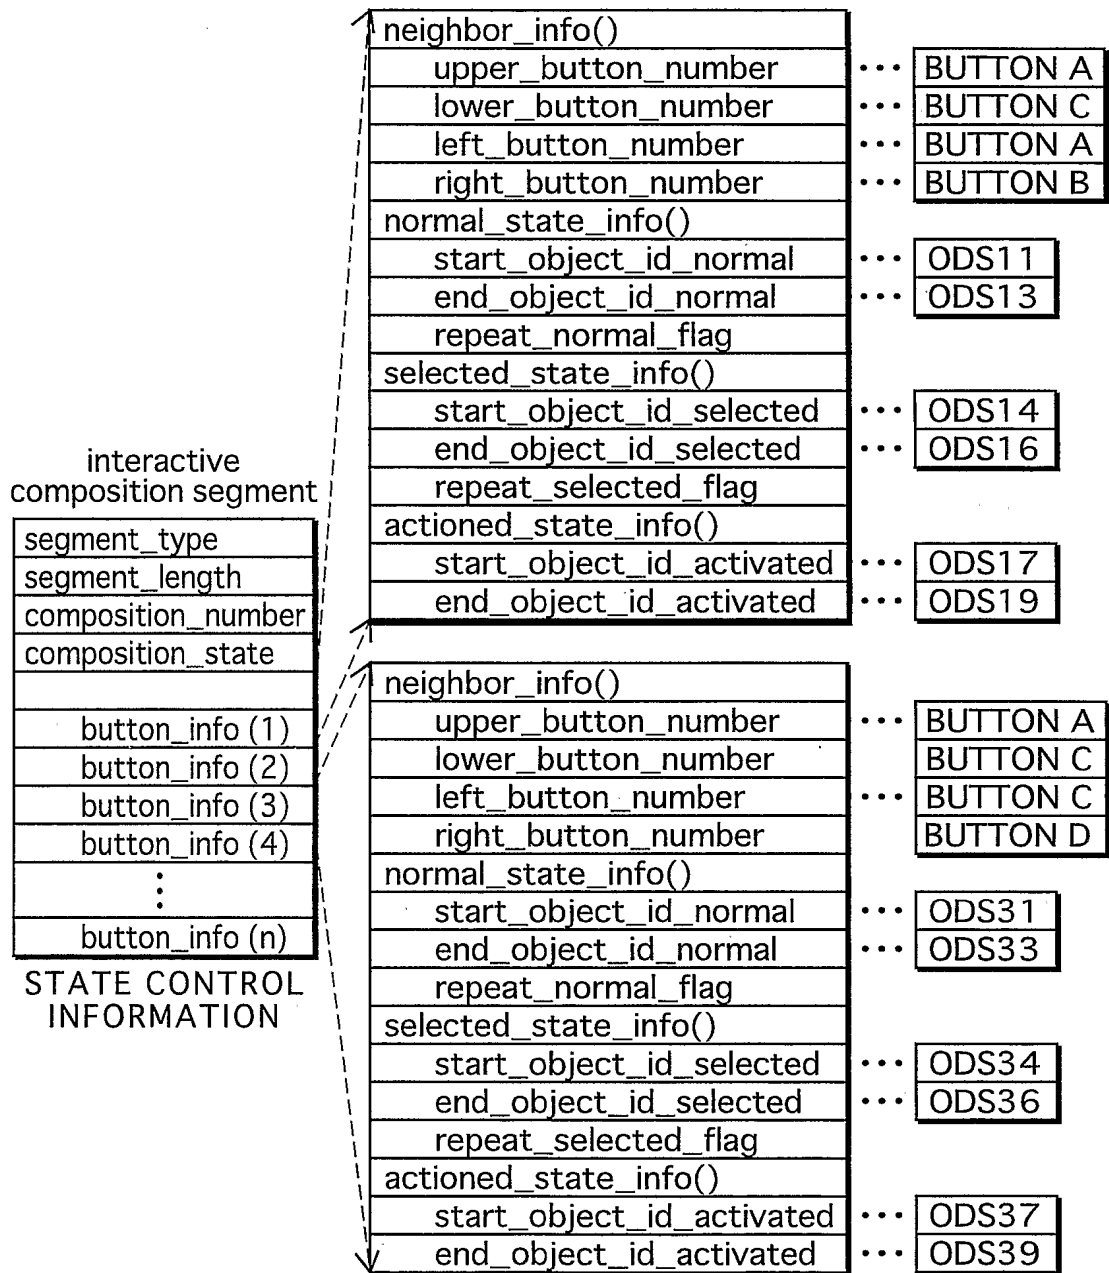 interactive
composition segment
segment_type
segment_length
composition_number
composition_state
button_info (1)
button_info (2)
button_info (3)
button_info (4)
⋮
button_info (n)
STATE CONTROL
INFORMATION
neighbor_info()
upper_button_number ··· BUTTON A
lower_button_number ··· BUTTON C
left_button_number ··· BUTTON A
right_button_number ··· BUTTON B
normal_state_info()
start_object_id_normal ··· ODS11
end_object_id_normal ··· ODS13
repeat_normal_flag
selected_state_info()
start_object_id_selected ··· ODS14
end_object_id_selected ··· ODS16
repeat_selected_flag
actioned_state_info()
start_object_id_activated ··· ODS17
end_object_id_activated ··· ODS19
neighbor_info()
upper_button_number ··· BUTTON A
lower_button_number BUTTON C
left_button_number ··· BUTTON C
right_button_number BUTTON D
normal_state_info()
start_object_id_normal ··· ODS31
end_object_id_normal ··· ODS33
repeat_normal_flag
selected_state_info()
start_object_id_selected ··· ODS34
end_object_id_selected ··· ODS36
repeat_selected_flag
actioned_state_info()
start_object_id_activated ··· ODS37
end_object_id_activated ··· ODS39